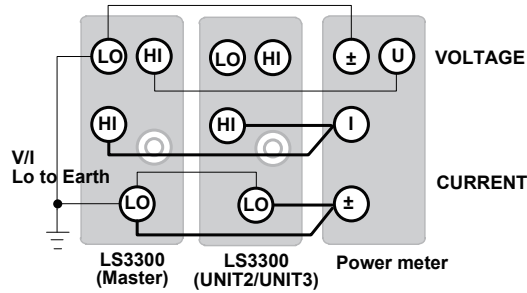 LO HI LO HI ± U VOLTAGE
HI HI I
V/I
Lo to Earth
CURRENT
LO LO ±
LS3300
(Master)
LS3300
(UNIT2/UNIT3)
Power meter